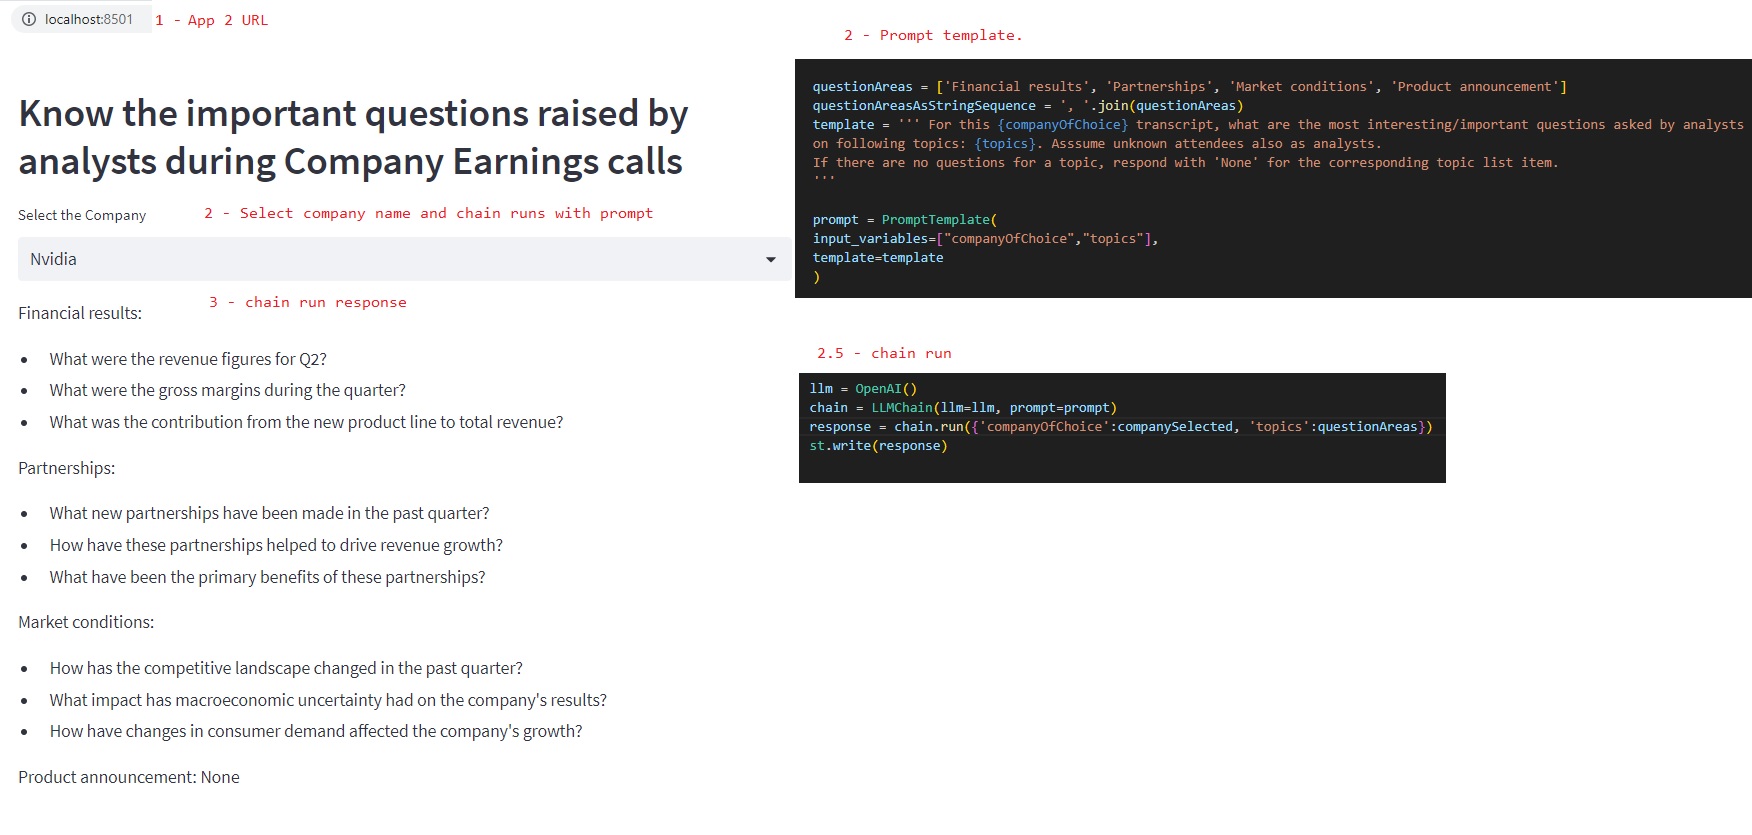 localhost:8501
1 - App 2 URL
Know the important questions raised by
analysts during Company Earnings calls
Select the Company
2 - Select company name and chain runs with prompt
Nvidia
3 - chain run response
Financial results:
• What were the revenue figures for Q2?
• What were the gross margins during the quarter?
• What was the contribution from the new product line to total revenue?
Partnerships:
• What new partnerships have been made in the past quarter?
• How have these partnerships helped to drive revenue growth?
• What have been the primary benefits of these partnerships?
Market conditions:
• How has the competitive landscape changed in the past quarter?
• What impact has macroeconomic uncertainty had on the company's results?
• How have changes in consumer demand affected the company's growth?
Product announcement: None
2 - Prompt template.
questionAreas = ['Financial results', 'Partnerships', 'Market conditions', 'Product announcement']
questionAreasAsStringSequence = ', '.join(questionAreas)
template = ''' For this {companyOfChoice} transcript, what are the most interesting/important questions asked by analysts
on following topics: {topics}. Asssume unknown attendees also as analysts.
If there are no questions for a topic, respond with 'None' for the corresponding topic list item.
'''
prompt = PromptTemplate(
input_variables=["companyOfChoice","topics"],
template=template
)
2.5 - chain run
llm = OpenAI()
chain = LLMChain(llm=llm, prompt=prompt)
response = chain.run({'companyOfChoice':companySelected, 'topics':questionAreas})
st.write(response)